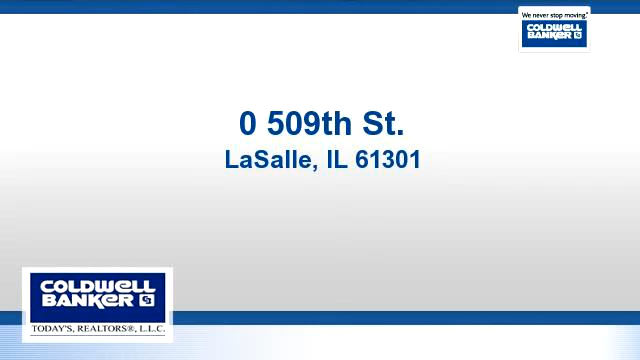 We never stop moving.®
COLDWELL
BANKER
0 509th St.
LaSalle, IL 61301
COLDWELL
BANKER
TODAY'S, REALTORS®, L.L.C.